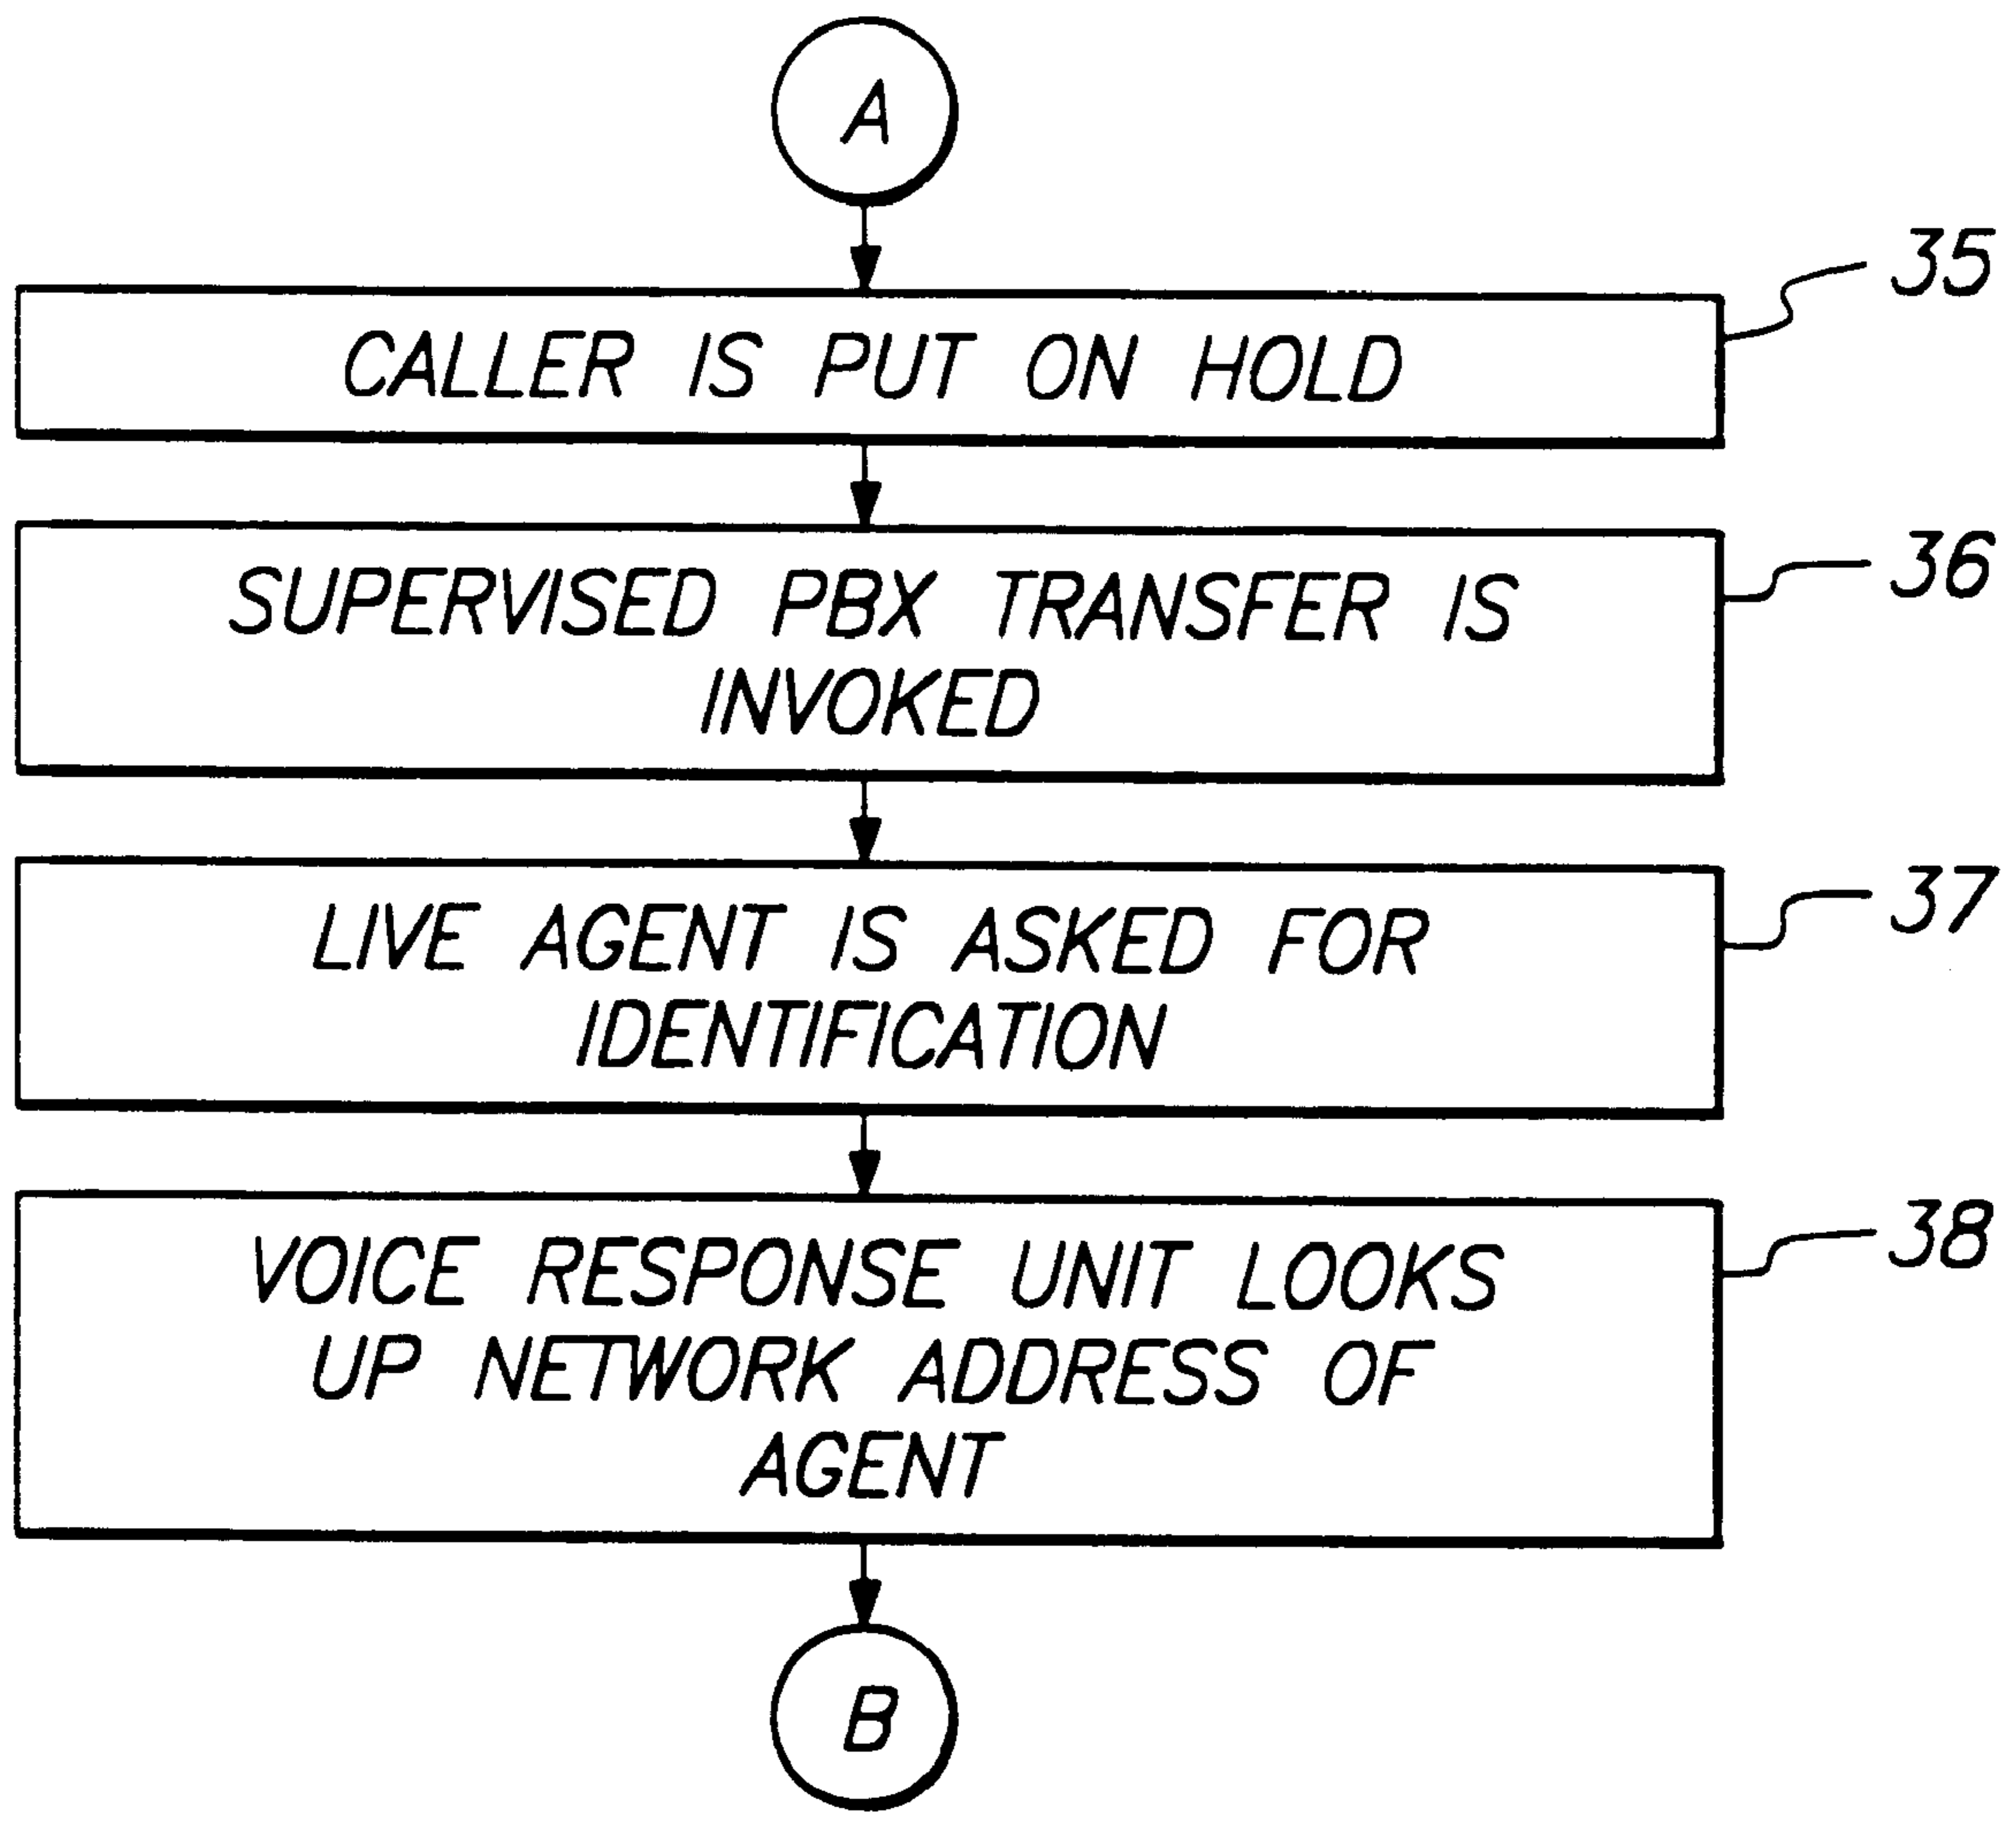 A
35
CALLER IS PUT ON HOLD
36
SUPERVISED PBX TRANSFER IS
INVOKED
37
LIVE AGENT IS ASKED FOR
IDENTIFICATION
38
VOICE RESPONSE UNIT LOOKS
UP NETWORK ADDRESS OF
AGENT
B